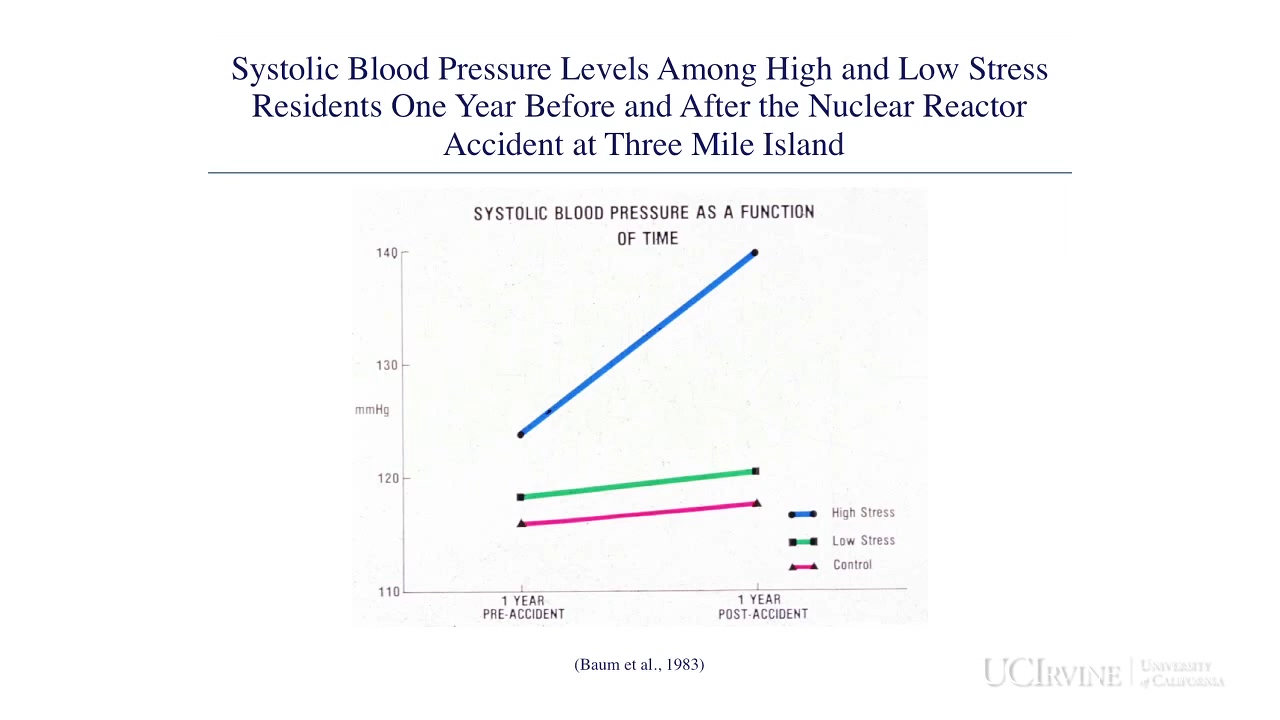 Systolic Blood Pressure Levels Among High and Low Stress
Residents One Year Before and After the Nuclear Reactor
Accident at Three Mile Island
SYSTOLIC BLOOD PRESSURE AS A FUNCTION
OF TIME
140
130
mmHg
120
110
High Stress
Low Stress
Control
1 YEAR
PRE-ACCIDENT
1 YEAR
POST-ACCIDENT
(Baum et al., 1983)
UCIRVINE
UNIVERSITY
of CALIFORNIA